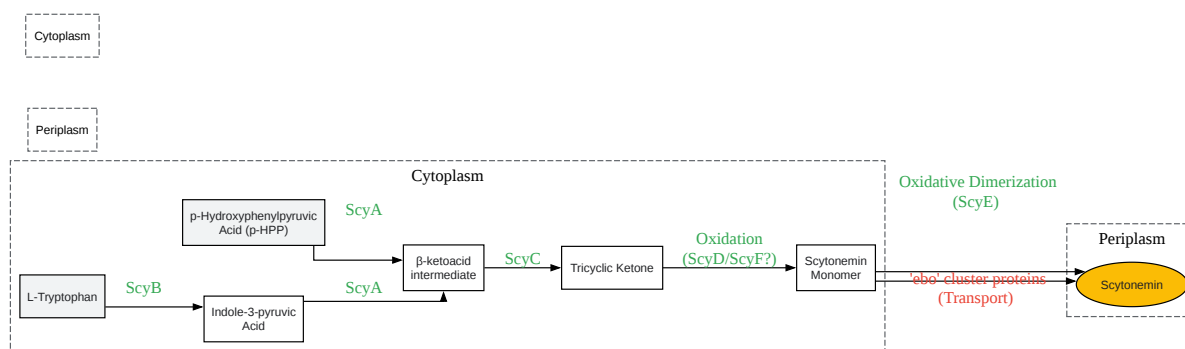 Cytoplasm
Periplasm
Cytoplasm
Oxidative Dimerization
(ScyE)
p-Hydroxyphenylpyruvic
Acid (p-HPP)
ScyA
Periplasm
β-ketoacid
intermediate
ScyC
Tricyclic Ketone
Oxidation
(ScyD/ScyF?)
Scytonemin
Monomer
'ebo' cluster proteins
(Transport)
Scytonemin
L-Tryptophan
ScyB
Indole-3-pyruvic
Acid
ScyA